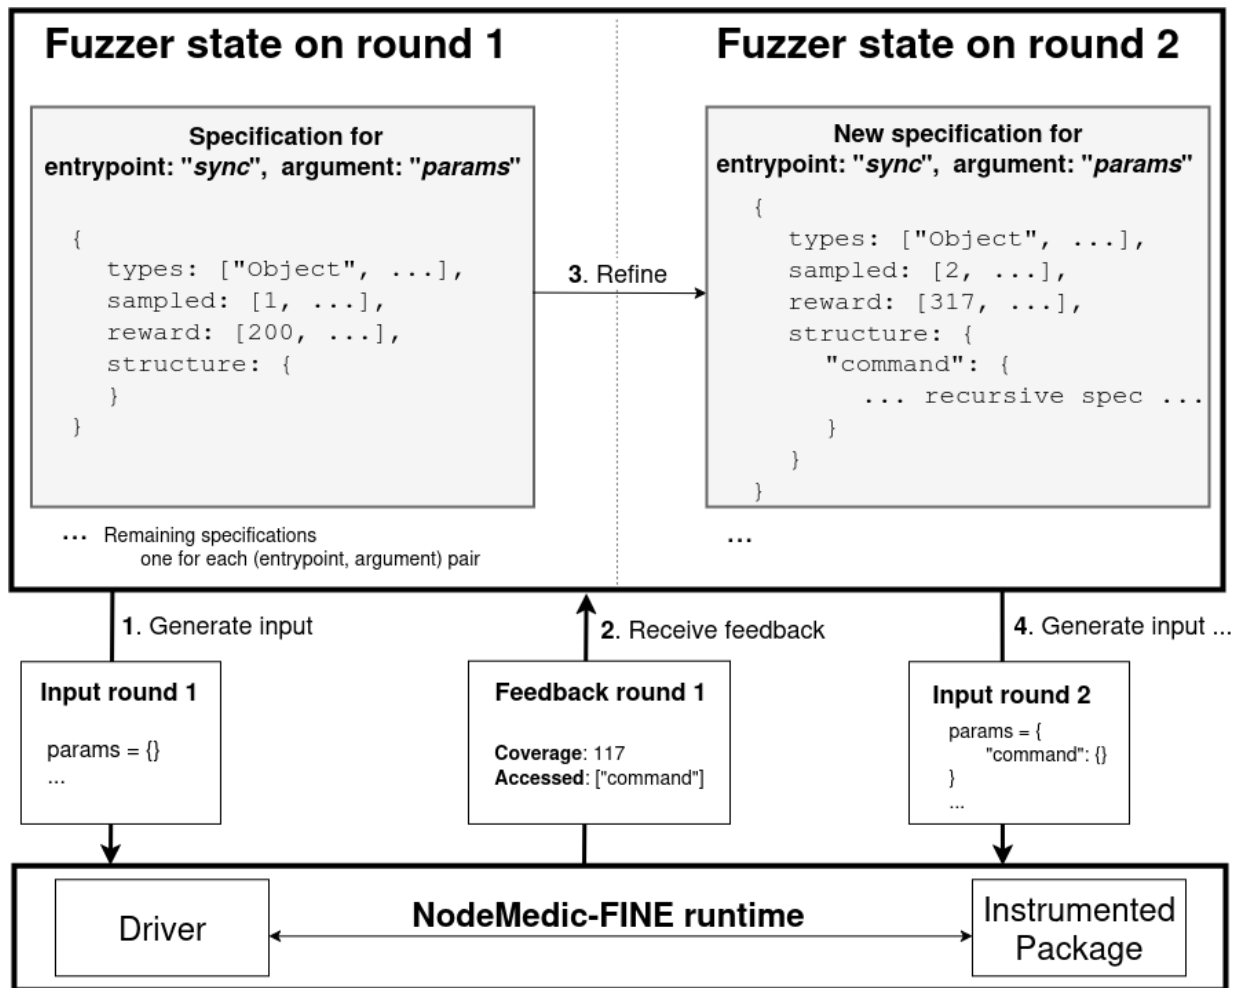 Fuzzer state on round 1
Specification for
entrypoint: "sync", argument: "params"
{
types: ["Object", ...],
sampled: [1, ...],
reward: [200, ...],
structure: {
}
}
... Remaining specifications
one for each (entrypoint, argument) pair
3. Refine
Fuzzer state on round 2
New specification for
entrypoint: "sync", argument: "params"
{
types: ["Object", ...],
sampled: [2, ...],
reward: [317, ...],
structure: {
"command": {
... recursive spec ...
}
}
}
...
1. Generate input
2. Receive feedback
4. Generate input ...
Input round 1
params = {}
...
Feedback round 1
Coverage: 117
Accessed: ["command"]
Input round 2
params = {
"command": {}
}
...
Driver
NodeMedic-FINE runtime
Instrumented
Package